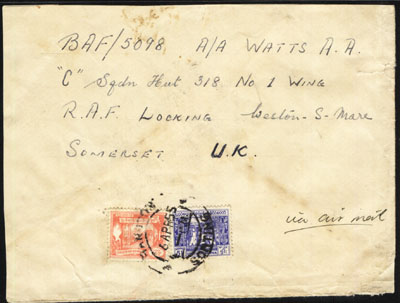 BAF/5098 A/A WATTS A.A.
"C" Sqdn Hut 318 No 1 WING
R.A.F. LOCKING Weston-S-Mare
SOMERSET U.K.
via air mail